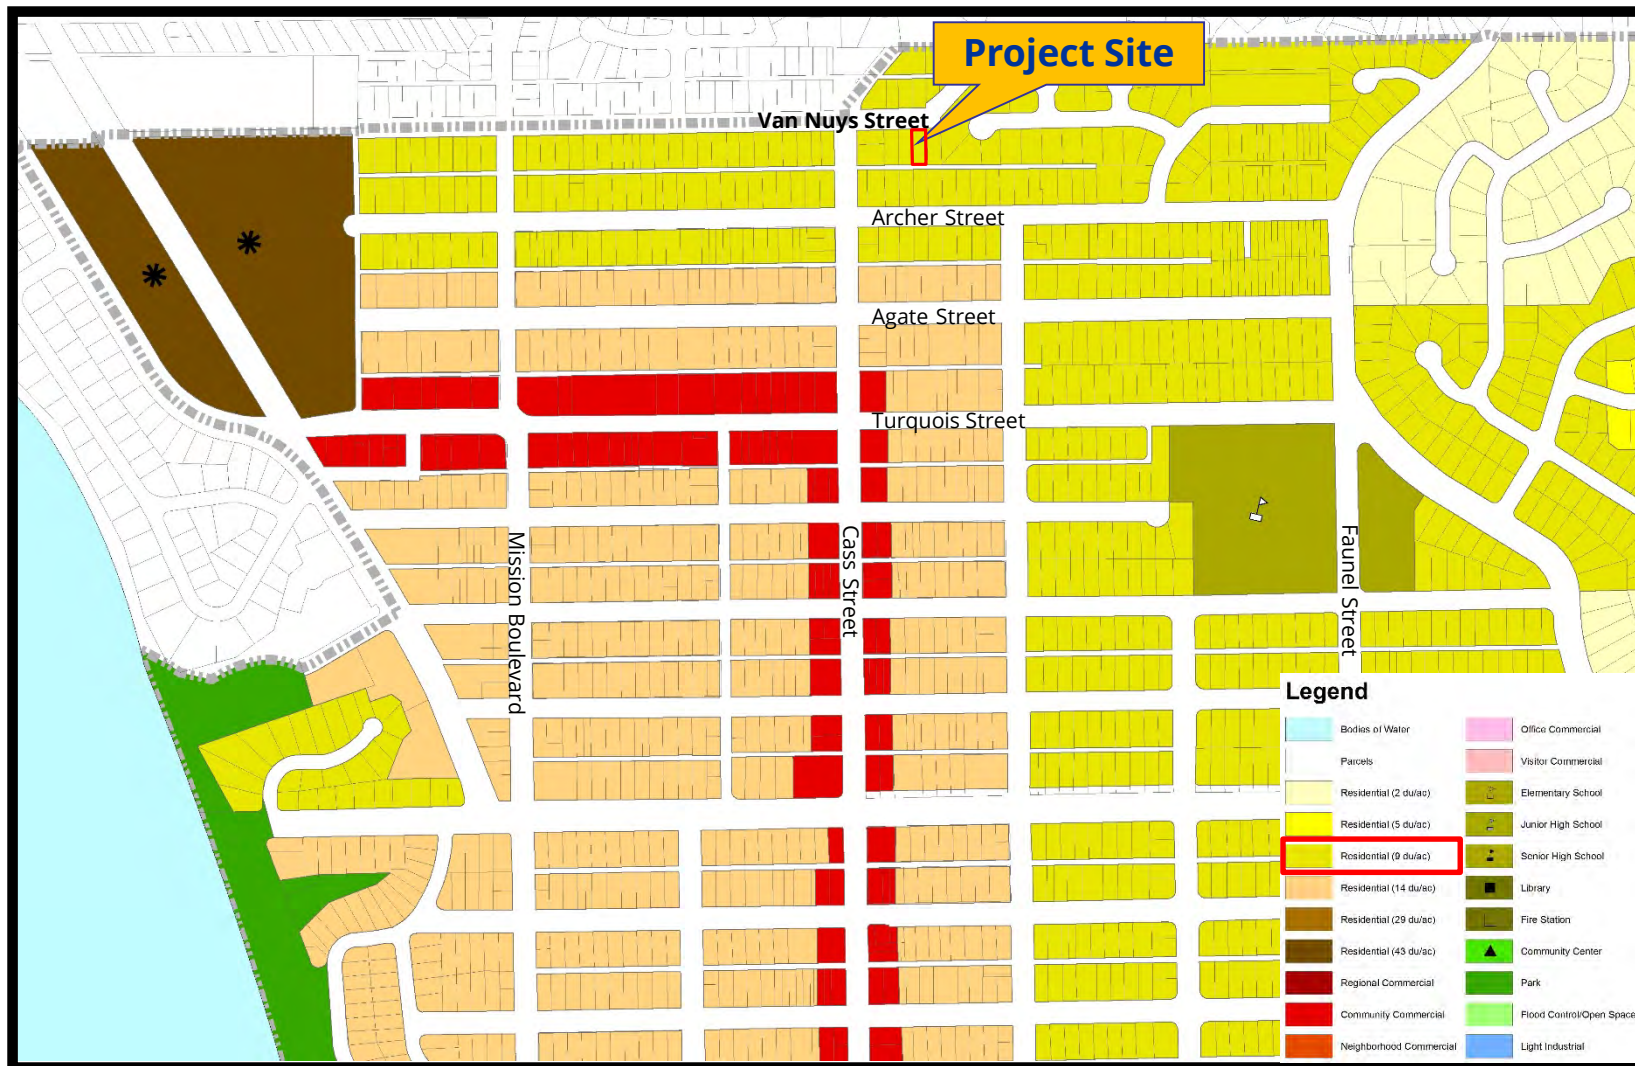 Project Site
Van Nuys Street
Archer Street
Agate Street
Turquois Street
Mission Boulevard
Cass Street
Faunel Street
Legend
Bodies of Water
Parcels
Residential (2 du/ac)
Residential (5 du/ac)
Residential (9 du/ac)
Residential (14 du/ac)
Residential (29 du/ac)
Residential (43 du/ac)
Regional Commercial
Community Commercial
Neighborhood Commercial
Office Commercial
Visitor Commercial
Elementary School
Junior High School
Senior High School
Library
Fire Station
Community Center
Park
Flood Control/Open Space
Light Industrial